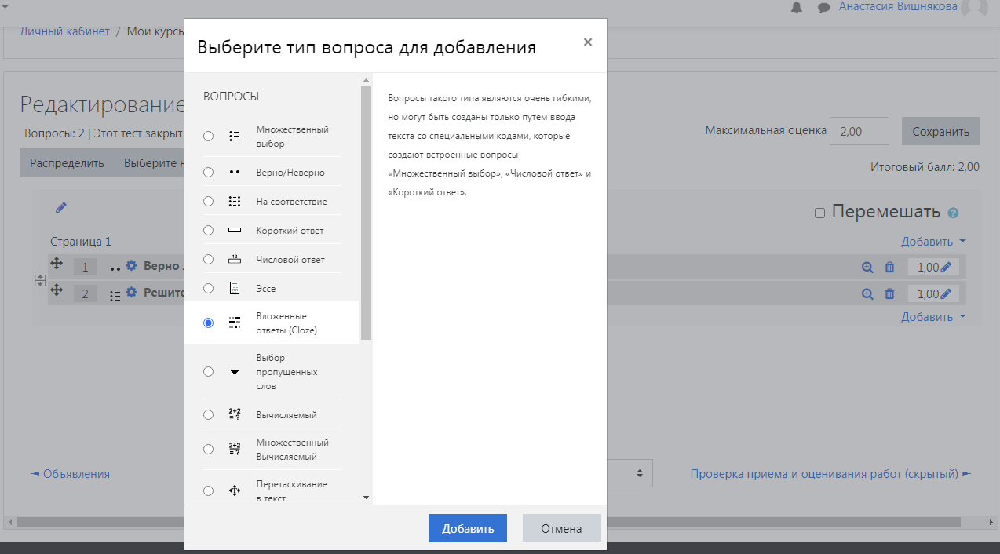 Анастасия Вишнякова
Личный кабинет / Мои курсы
Выберите тип вопроса для добавления ×
ВОПРОСЫ
Множественный
выбор
Верно/Неверно
На соответствие
Короткий ответ
12
Числовой ответ
Эссе
Вложенные
ответы (Cloze)
Выбор
пропущенных
слов
2+2
= ?
Вычисляемый
2+2
= ?
Множественный
Вычисляемый
Перетаскивание
в текст
Вопросы такого типа являются очень гибкими,
но могут быть созданы только путем ввода
текста со специальными кодами, которые
создают встроенные вопросы
«Множественный выбор», «Числовой ответ» и
«Короткий ответ».
Добавить Отмена
Редактирование
Вопросы: 2 | Этот тест закрыт
Максимальная оценка 2,00 Сохранить
Распределить Выберите
Итоговый балл: 2,00
Перемешать ?
Страница 1
Добавить
1 Верно 1,00
2 Решите 1,00
Добавить
Объявления
Проверка приема и оценивания работ (скрытый)